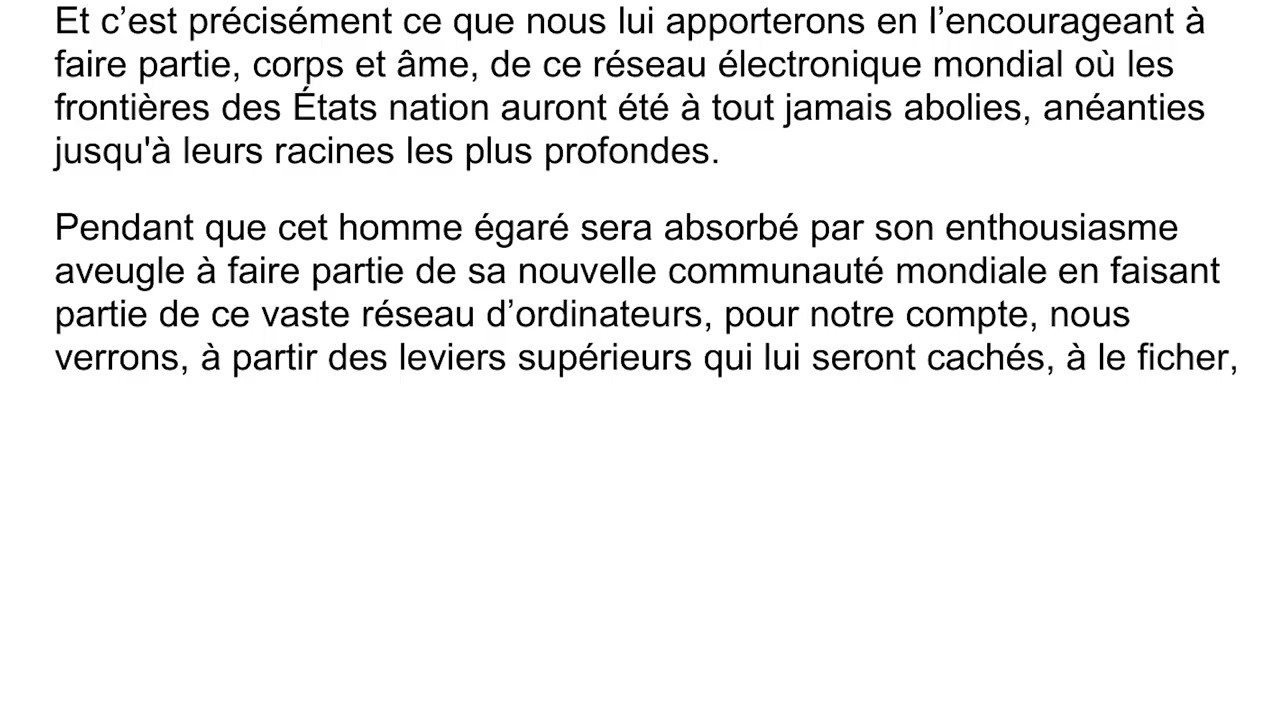 Et c’est précisément ce que nous lui apporterons en l’encourageant à
faire partie, corps et âme, de ce réseau électronique mondial où les
frontières des États nation auront été à tout jamais abolies, anéanties
jusqu'à leurs racines les plus profondes.
Pendant que cet homme égaré sera absorbé par son enthousiasme
aveugle à faire partie de sa nouvelle communauté mondiale en faisant
partie de ce vaste réseau d’ordinateurs, pour notre compte, nous
verrons, à partir des leviers supérieurs qui lui seront cachés, à le ficher,